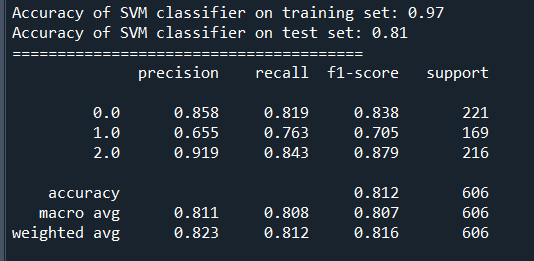 Accuracy of SVM classifier on training set: 0.97
Accuracy of SVM classifier on test set: 0.81
=======================================
precision recall f1-score support
0.0 0.858 0.819 0.838 221
1.0 0.655 0.763 0.705 169
2.0 0.919 0.843 0.879 216
accuracy 0.812 606
macro avg 0.811 0.808 0.807 606
weighted avg 0.823 0.812 0.816 606